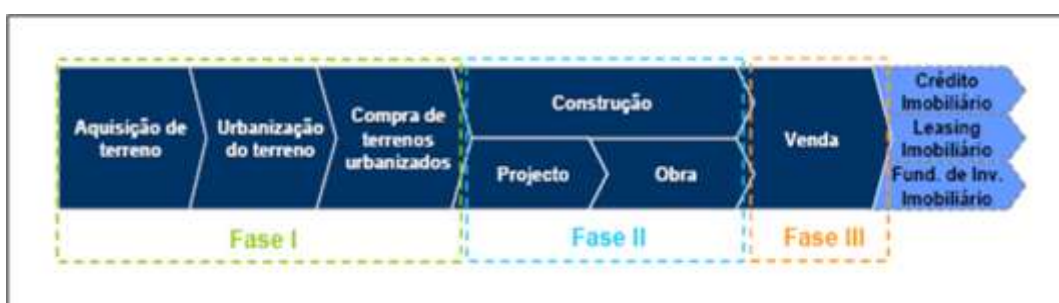 Aquisição de
terreno
Urbanização
do terreno
Compra de
terrenos
urbanizados
Construção
Projecto
Obra
Venda
Crédito
Imobiliário
Leasing
Imobiliário
Fund. de Inv.
Imobiliário
Fase I
Fase II
Fase III